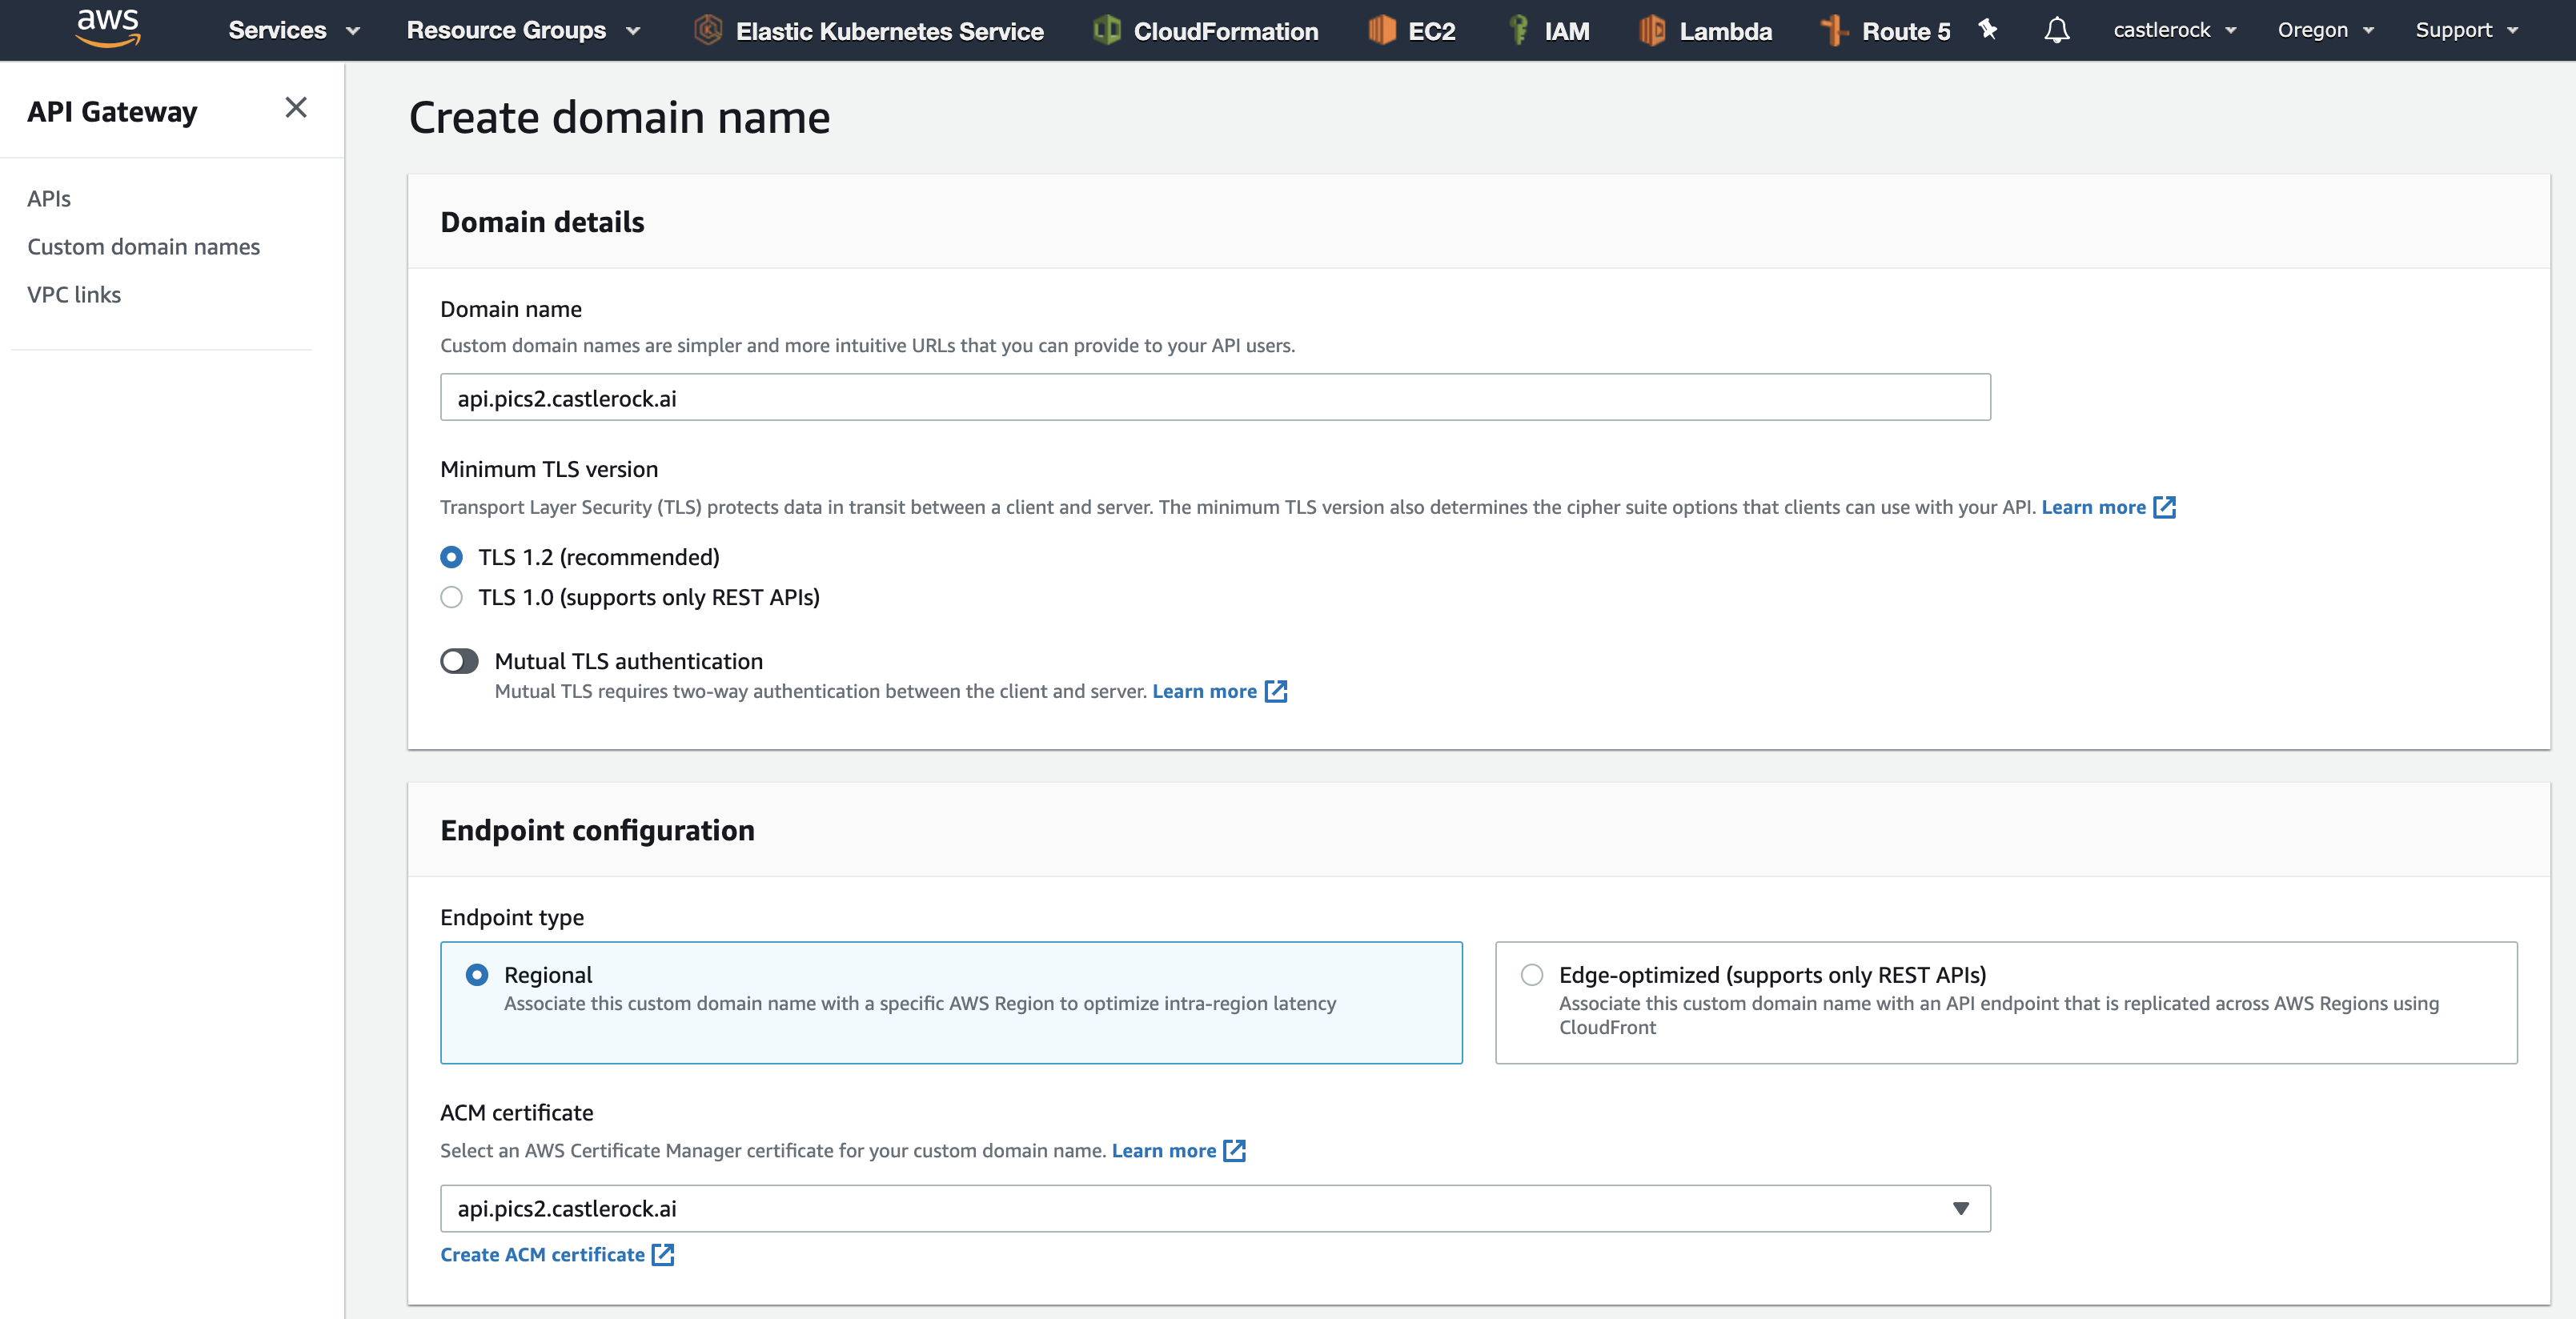 aws Services Resource Groups Elastic Kubernetes Service CloudFormation EC2 IAM Lambda Route 5 castlerock Oregon Support
API Gateway
APIs
Custom domain names
VPC links
Create domain name
Domain details
Domain name
Custom domain names are simpler and more intuitive URLs that you can provide to your API users.
api.pics2.castlerock.ai
Minimum TLS version
Transport Layer Security (TLS) protects data in transit between a client and server. The minimum TLS version also determines the cipher suite options that clients can use with your API. Learn more
TLS 1.2 (recommended)
TLS 1.0 (supports only REST APIs)
Mutual TLS authentication
Mutual TLS requires two-way authentication between the client and server. Learn more
Endpoint configuration
Endpoint type
Regional
Associate this custom domain name with a specific AWS Region to optimize intra-region latency
Edge-optimized (supports only REST APIs)
Associate this custom domain name with an API endpoint that is replicated across AWS Regions using
CloudFront
ACM certificate
Select an AWS Certificate Manager certificate for your custom domain name. Learn more
api.pics2.castlerock.ai
Create ACM certificate